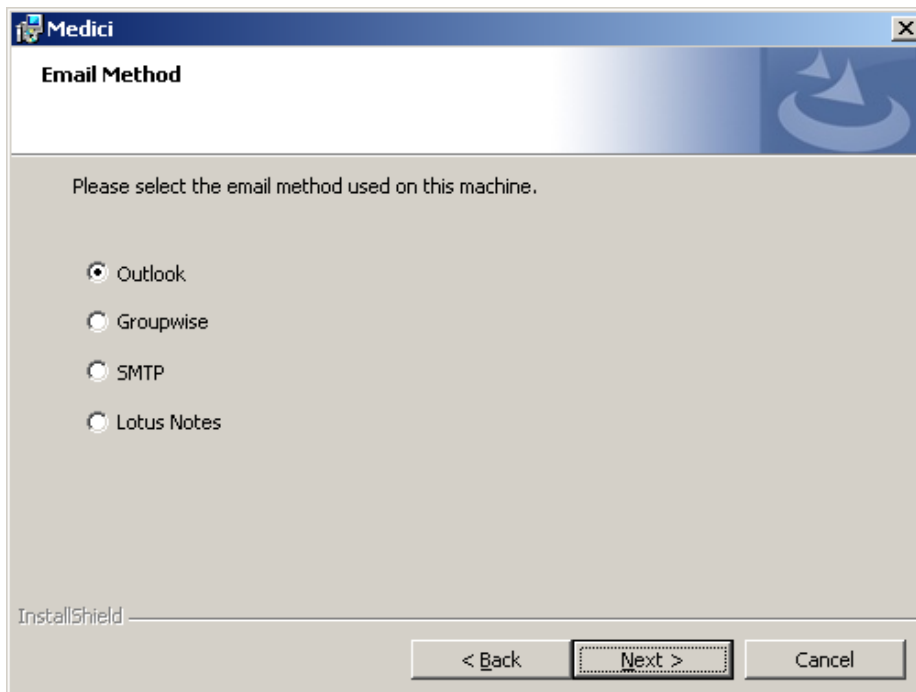 Medici
Email Method
Please select the email method used on this machine.
Outlook
Groupwise
SMTP
Lotus Notes
InstallShield
< Back Next > Cancel